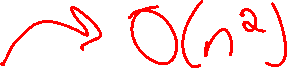 → O(n²)